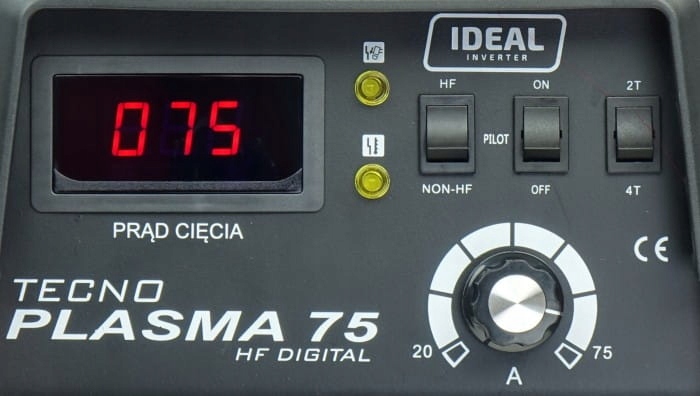 IDEAL
INVERTER
075
HF
ON
2T
PILOT
NON-HF
OFF
4T
PRĄD CIĘCIA
CE
TECNO
PLASMA 75
HF DIGITAL
20
75
A